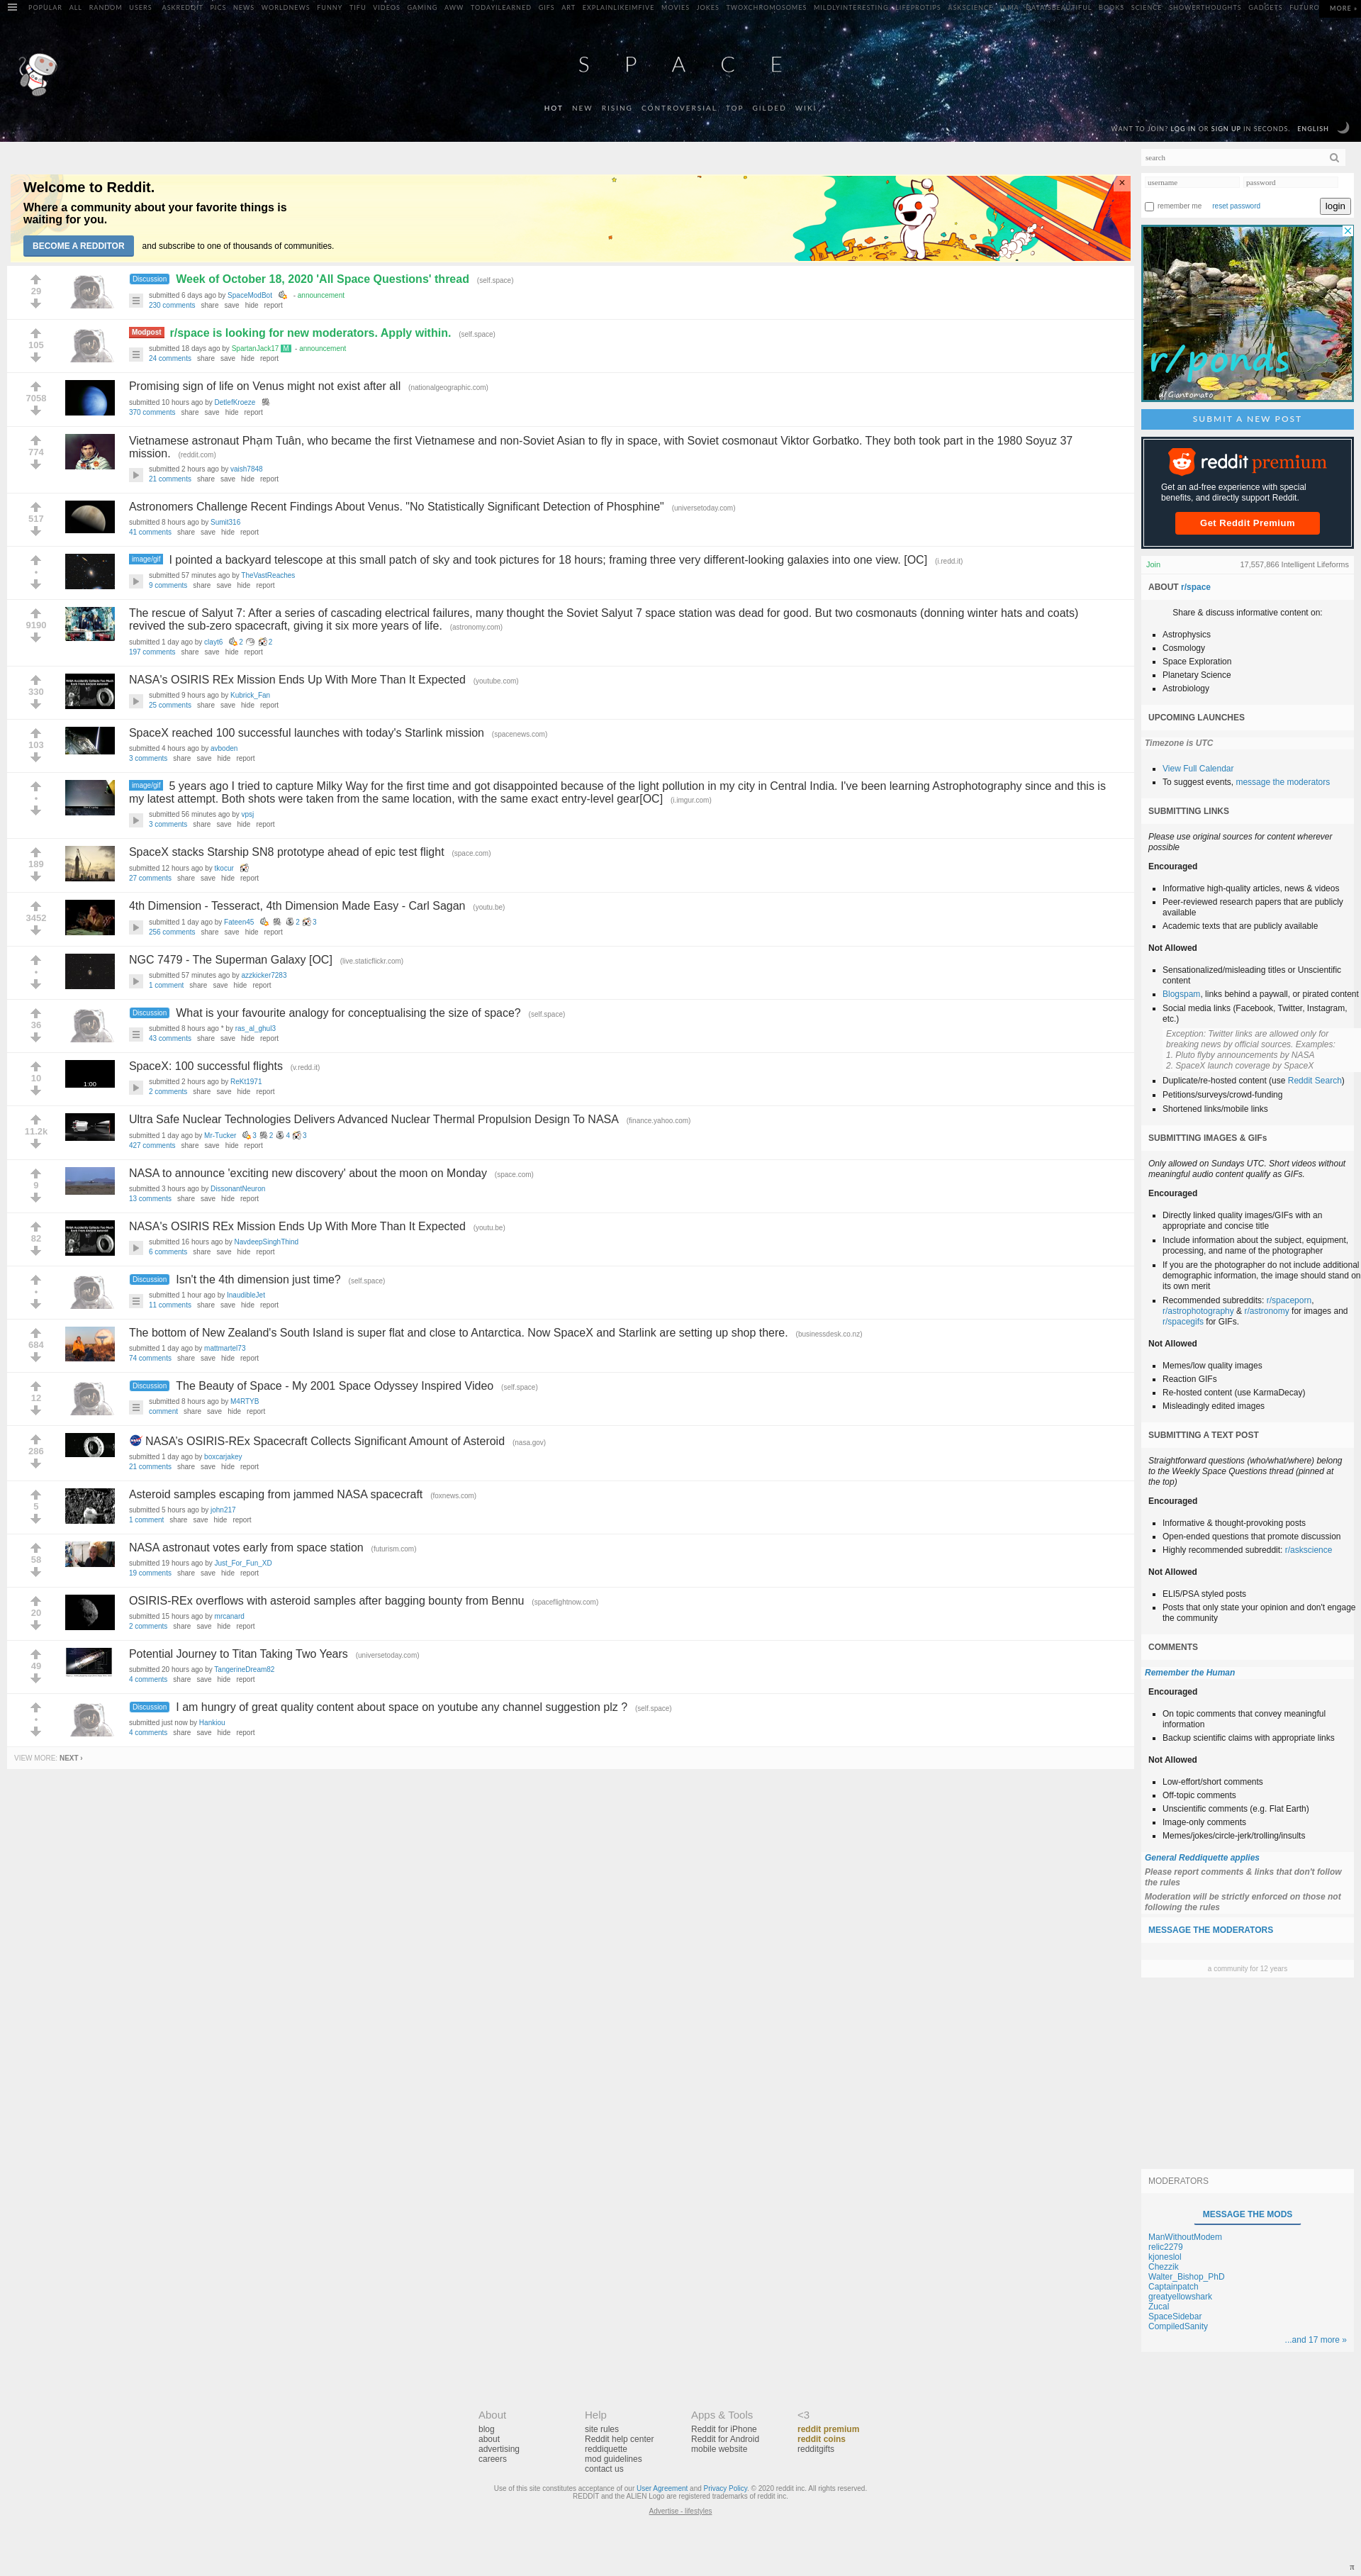 POPULAR ALL RANDOM USERS ASKREDDIT PICS NEWS WORLDNEWS FUNNY TIFU VIDEOS GAMING AWW TODAYILEARNED GIFS ART EXPLAINLIKEIMFIVE MOVIES JOKES TWOXCHROMOSOMES MILDLYINTERESTING LIFEPROTIPS ASKSCIENCE IAMA DATAISBEAUTIFUL BOOKS SCIENCE SHOWERTHOUGHTS GADGETS FUTURO MORE »
SPACE
HOT NEW RISING CONTROVERSIAL TOP GILDED WIKI
WANT TO JOIN? LOG IN OR SIGN UP IN SECONDS. ENGLISH
Welcome to Reddit.
Where a community about your favorite things is
waiting for you.
BECOME A REDDITOR and subscribe to one of thousands of communities.
29
Discussion Week of October 18, 2020 'All Space Questions' thread (self.space)
submitted 6 days ago by SpaceModBot - announcement
230 comments share save hide report
105
Modpost r/space is looking for new moderators. Apply within. (self.space)
submitted 18 days ago by SpartanJack17 M - announcement
24 comments share save hide report
7058
Promising sign of life on Venus might not exist after all (nationalgeographic.com)
submitted 10 hours ago by DetlefKroeze
370 comments share save hide report
774
Vietnamese astronaut Phạm Tuân, who became the first Vietnamese and non-Soviet Asian to fly in space, with Soviet cosmonaut Viktor Gorbatko. They both took part in the 1980 Soyuz 37
mission. (reddit.com)
submitted 2 hours ago by vaish7848
21 comments share save hide report
517
Astronomers Challenge Recent Findings About Venus. "No Statistically Significant Detection of Phosphine" (universetoday.com)
submitted 8 hours ago by Sumit316
41 comments share save hide report
•
image/gif I pointed a backyard telescope at this small patch of sky and took pictures for 18 hours; framing three very different-looking galaxies into one view. [OC] (i.redd.it)
submitted 57 minutes ago by TheVastReaches
9 comments share save hide report
9190
The rescue of Salyut 7: After a series of cascading electrical failures, many thought the Soviet Salyut 7 space station was dead for good. But two cosmonauts (donning winter hats and coats)
revived the sub-zero spacecraft, giving it six more years of life. (astronomy.com)
submitted 1 day ago by clayt6 2 2
197 comments share save hide report
330
NASA's OSIRIS REx Mission Ends Up With More Than It Expected (youtube.com)
submitted 9 hours ago by Kubrick_Fan
25 comments share save hide report
103
SpaceX reached 100 successful launches with today's Starlink mission (spacenews.com)
submitted 4 hours ago by avboden
3 comments share save hide report
•
image/gif 5 years ago I tried to capture Milky Way for the first time and got disappointed because of the light pollution in my city in Central India. I've been learning Astrophotography since and this is
my latest attempt. Both shots were taken from the same location, with the same exact entry-level gear[OC] (i.imgur.com)
submitted 56 minutes ago by vpsj
3 comments share save hide report
189
SpaceX stacks Starship SN8 prototype ahead of epic test flight (space.com)
submitted 12 hours ago by tkocur
27 comments share save hide report
3452
4th Dimension - Tesseract, 4th Dimension Made Easy - Carl Sagan (youtu.be)
submitted 1 day ago by Fateen45 2 3
256 comments share save hide report
•
NGC 7479 - The Superman Galaxy [OC] (live.staticflickr.com)
submitted 57 minutes ago by azzkicker7283
1 comment share save hide report
36
Discussion What is your favourite analogy for conceptualising the size of space? (self.space)
submitted 8 hours ago * by ras_al_ghul3
43 comments share save hide report
10
1:00
SpaceX: 100 successful flights (v.redd.it)
submitted 2 hours ago by ReKt1971
2 comments share save hide report
11.2k
Ultra Safe Nuclear Technologies Delivers Advanced Nuclear Thermal Propulsion Design To NASA (finance.yahoo.com)
submitted 1 day ago by Mr-Tucker 3 2 4 3
427 comments share save hide report
9
NASA to announce 'exciting new discovery' about the moon on Monday (space.com)
submitted 3 hours ago by DissonantNeuron
13 comments share save hide report
82
NASA's OSIRIS REx Mission Ends Up With More Than It Expected (youtu.be)
submitted 16 hours ago by NavdeepSinghThind
6 comments share save hide report
•
Discussion Isn't the 4th dimension just time? (self.space)
submitted 1 hour ago by InaudibleJet
11 comments share save hide report
684
The bottom of New Zealand's South Island is super flat and close to Antarctica. Now SpaceX and Starlink are setting up shop there. (businessdesk.co.nz)
submitted 1 day ago by mattmartel73
74 comments share save hide report
12
Discussion The Beauty of Space - My 2001 Space Odyssey Inspired Video (self.space)
submitted 8 hours ago by M4RTYB
comment share save hide report
286
NASA's OSIRIS-REx Spacecraft Collects Significant Amount of Asteroid (nasa.gov)
submitted 1 day ago by boxcarjakey
21 comments share save hide report
5
Asteroid samples escaping from jammed NASA spacecraft (foxnews.com)
submitted 5 hours ago by john217
1 comment share save hide report
58
NASA astronaut votes early from space station (futurism.com)
submitted 19 hours ago by Just_For_Fun_XD
19 comments share save hide report
20
OSIRIS-REx overflows with asteroid samples after bagging bounty from Bennu (spaceflightnow.com)
submitted 15 hours ago by mrcanard
2 comments share save hide report
49
Potential Journey to Titan Taking Two Years (universetoday.com)
submitted 20 hours ago by TangerineDream82
4 comments share save hide report
•
Discussion I am hungry of great quality content about space on youtube any channel suggestion plz ? (self.space)
submitted just now by Hankiou
4 comments share save hide report
VIEW MORE: NEXT ›
search
username password
remember me reset password login
r/ponds
u/Giantomato
SUBMIT A NEW POST
reddit premium
Get an ad-free experience with special
benefits, and directly support Reddit.
Get Reddit Premium
Join 17,557,866 Intelligent Lifeforms
ABOUT r/space
Share & discuss informative content on:
Astrophysics
Cosmology
Space Exploration
Planetary Science
Astrobiology
UPCOMING LAUNCHES
Timezone is UTC
View Full Calendar
To suggest events, message the moderators
SUBMITTING LINKS
Please use original sources for content wherever
possible
Encouraged
Informative high-quality articles, news & videos
Peer-reviewed research papers that are publicly
available
Academic texts that are publicly available
Not Allowed
Sensationalized/misleading titles or Unscientific
content
Blogspam, links behind a paywall, or pirated content
Social media links (Facebook, Twitter, Instagram,
etc.)
Exception: Twitter links are allowed only for
breaking news by official sources. Examples:
1. Pluto flyby announcements by NASA
2. SpaceX launch coverage by SpaceX
Duplicate/re-hosted content (use Reddit Search)
Petitions/surveys/crowd-funding
Shortened links/mobile links
SUBMITTING IMAGES & GIFs
Only allowed on Sundays UTC. Short videos without
meaningful audio content qualify as GIFs.
Encouraged
Directly linked quality images/GIFs with an
appropriate and concise title
Include information about the subject, equipment,
processing, and name of the photographer
If you are the photographer do not include additional
demographic information, the image should stand on
its own merit
Recommended subreddits: r/spaceporn,
r/astrophotography & r/astronomy for images and
r/spacegifs for GIFs.
Not Allowed
Memes/low quality images
Reaction GIFs
Re-hosted content (use KarmaDecay)
Misleadingly edited images
SUBMITTING A TEXT POST
Straightforward questions (who/what/where) belong
to the Weekly Space Questions thread (pinned at
the top)
Encouraged
Informative & thought-provoking posts
Open-ended questions that promote discussion
Highly recommended subreddit: r/askscience
Not Allowed
ELI5/PSA styled posts
Posts that only state your opinion and don't engage
the community
COMMENTS
Remember the Human
Encouraged
On topic comments that convey meaningful
information
Backup scientific claims with appropriate links
Not Allowed
Low-effort/short comments
Off-topic comments
Unscientific comments (e.g. Flat Earth)
Image-only comments
Memes/jokes/circle-jerk/trolling/insults
General Reddiquette applies
Please report comments & links that don't follow
the rules
Moderation will be strictly enforced on those not
following the rules
MESSAGE THE MODERATORS
a community for 12 years
MODERATORS
MESSAGE THE MODS
ManWithoutModem
relic2279
kjoneslol
Chezzik
Walter_Bishop_PhD
Captainpatch
greatyellowshark
Zucal
SpaceSidebar
CompiledSanity
...and 17 more »
About
blog
about
advertising
careers
Help
site rules
Reddit help center
reddiquette
mod guidelines
contact us
Apps & Tools
Reddit for iPhone
Reddit for Android
mobile website
<3
reddit premium
reddit coins
redditgifts
Use of this site constitutes acceptance of our User Agreement and Privacy Policy. © 2020 reddit inc. All rights reserved.
REDDIT and the ALIEN Logo are registered trademarks of reddit inc.
Advertise - lifestyles
π